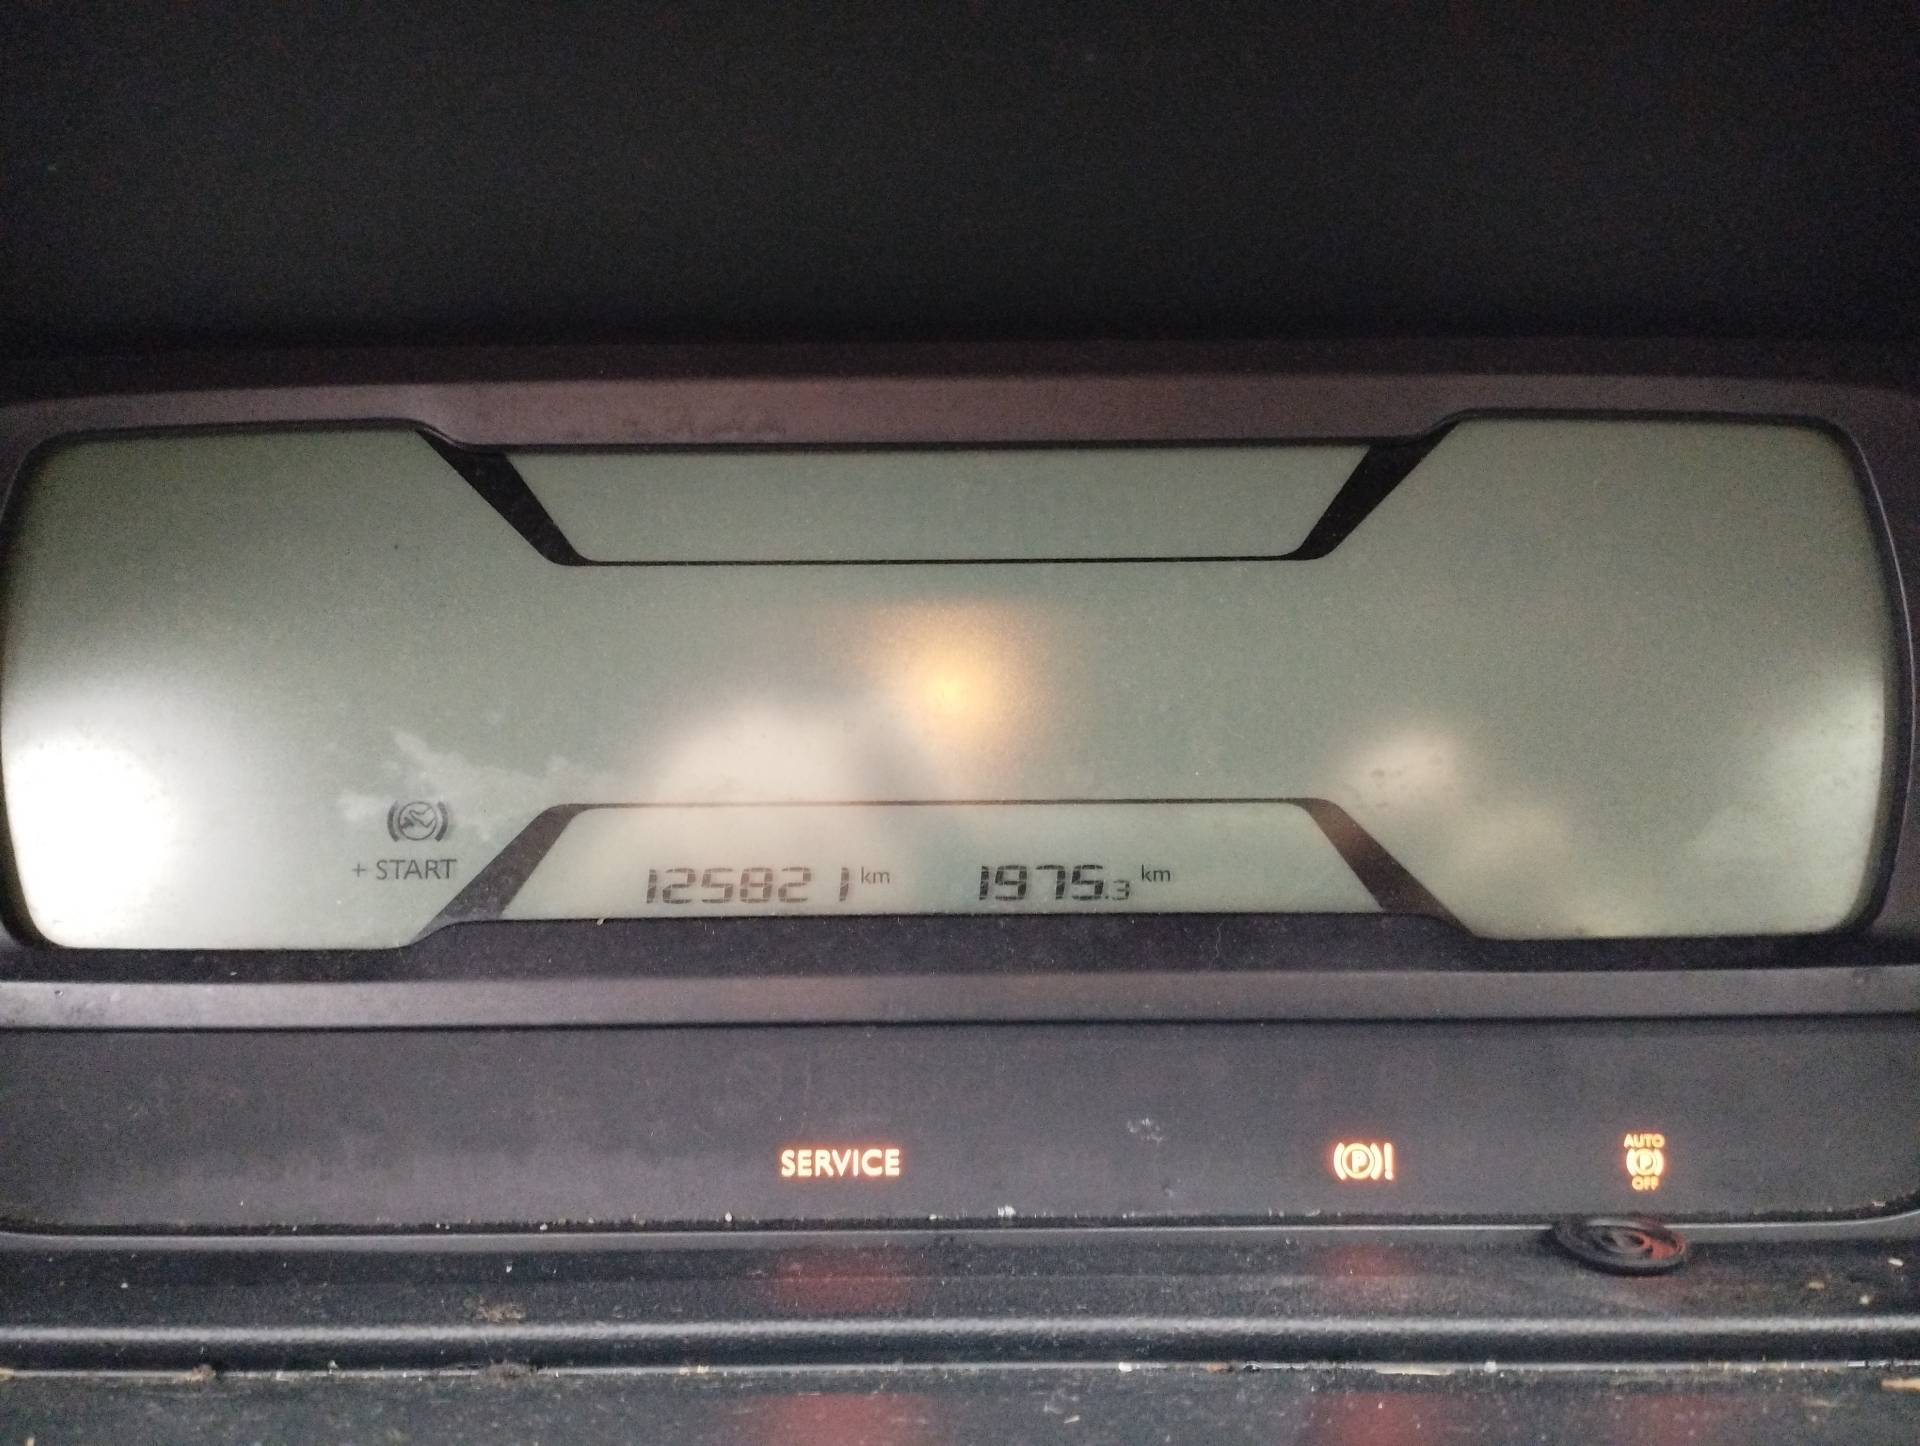 + START
125821 km 1975.3 km
SERVICE
(P)!
AUTO
(P)
OFF